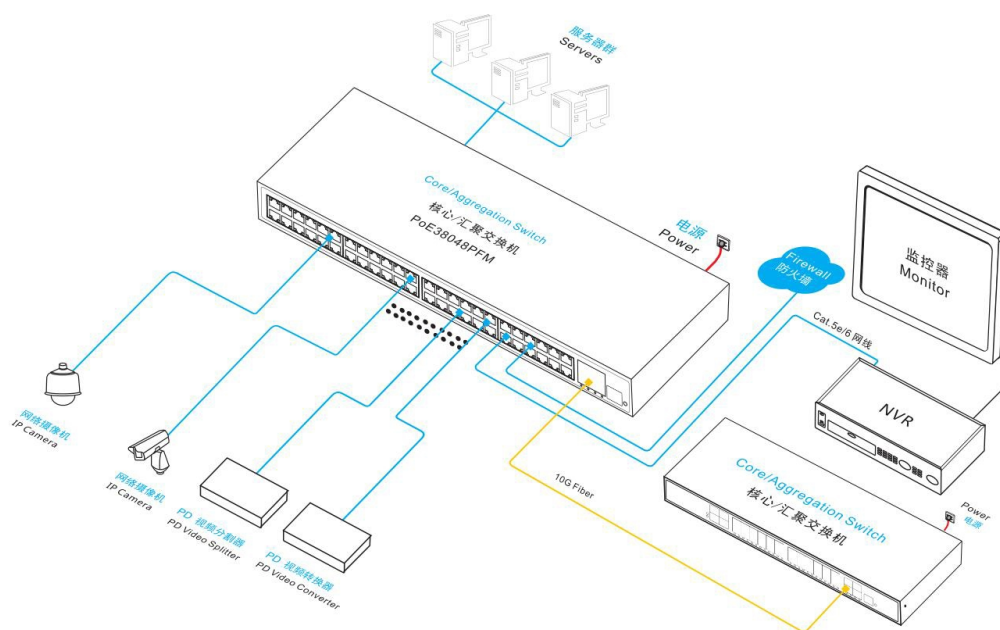 服务器群
Servers
Core/Aggregation Switch
核心/汇聚交换机
PoE38048PFM
电源
Power
Firewall
防火墙
监控器
Monitor
Cat.5e/6 网线
NVR
网络摄像机
IP Camera
网络摄像机
IP Camera
PD 视频分割器
PD Video Splitter
PD 视频转换器
PD Video Converter
10G Fiber
Core/Aggregation Switch
核心/汇聚交换机
Power
电源